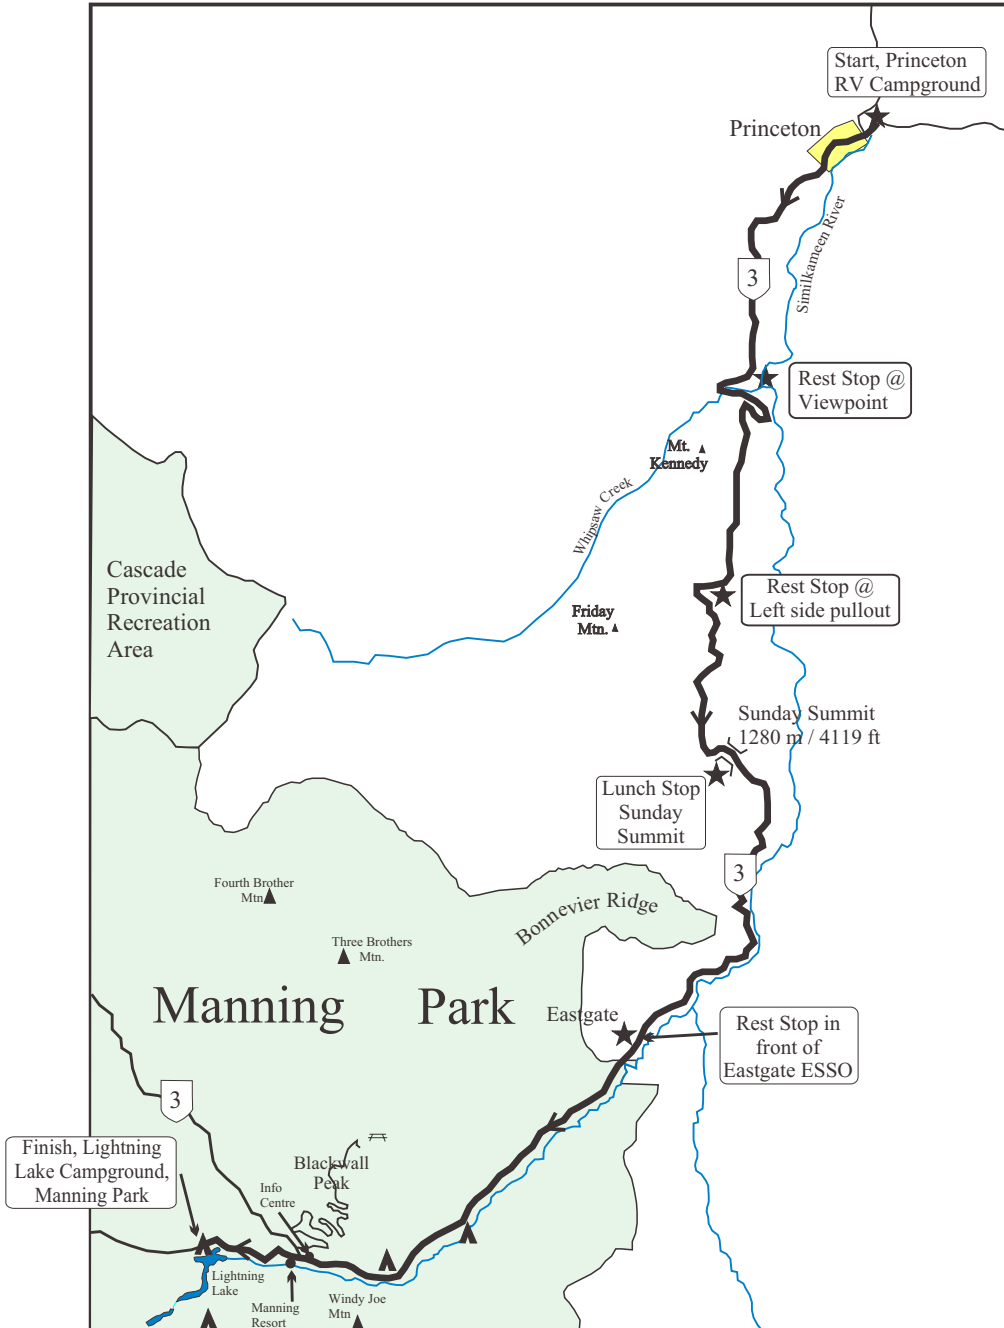 Start, Princeton
RV Campground
Princeton
Similkameen River
3
Rest Stop @
Viewpoint
Mt.
Kennedy
Whipsaw Creek
Cascade
Provincial
Recreation
Area
Rest Stop @
Left side pullout
Friday
Mtn.
Sunday Summit
1280 m / 4119 ft
Lunch Stop
Sunday
Summit
3
Fourth Brother
Mtn.
Bonnevier Ridge
Three Brothers
Mtn.
Manning Park
Eastgate
Rest Stop in
front of
Eastgate ESSO
3
Finish, Lightning
Lake Campground,
Manning Park
Blackwall
Peak
Info
Centre
Lightning
Lake
Manning
Resort
Windy Joe
Mtn